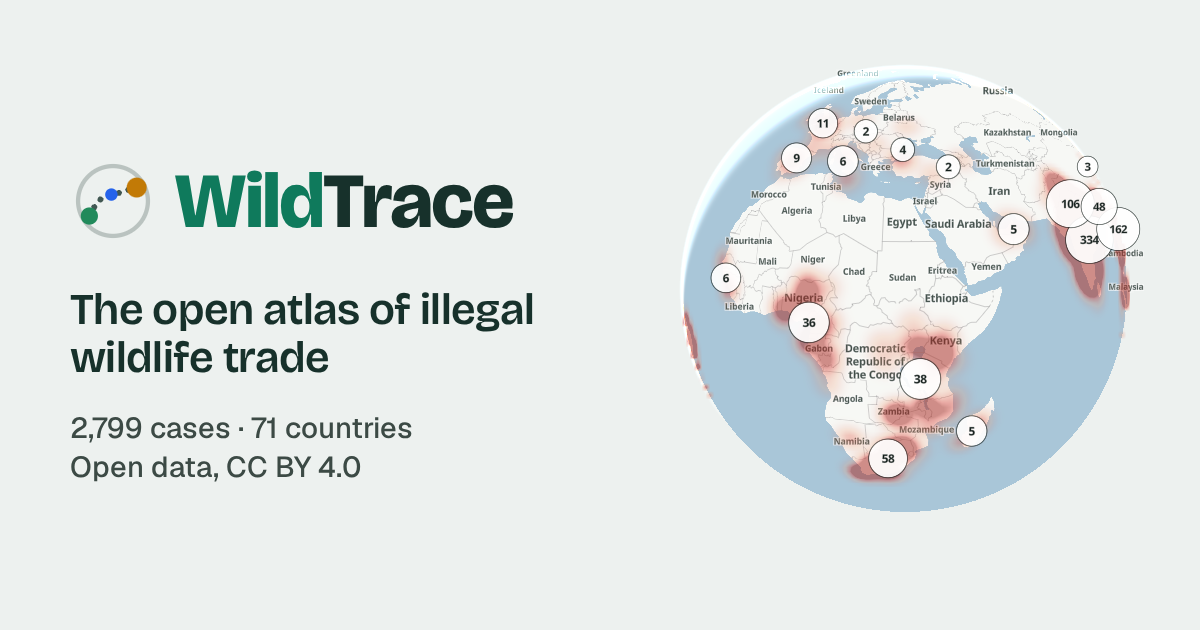 WildTrace
The open atlas of illegal
wildlife trade
2,799 cases · 71 countries
Open data, CC BY 4.0
Greenland
Iceland
Sweden
Russia
Belarus
11
2
Kazakhstan
Mongolia
4
9
6
Greece
2
Turkmenistan
3
Tunisia
Syria
Iran
Morocco
Israel
106
48
Algeria
Libya
Egypt
Saudi Arabia
5
162
334
Mauritania
Mali
Niger
Chad
Sudan
Eritrea
Yemen
ambodia
6
Nigeria
Ethiopia
Malaysia
Liberia
36
Gabon
Democratic
Republic of
the Congo
Kenya
38
Angola
Zambia
Mozambique
5
Namibia
58